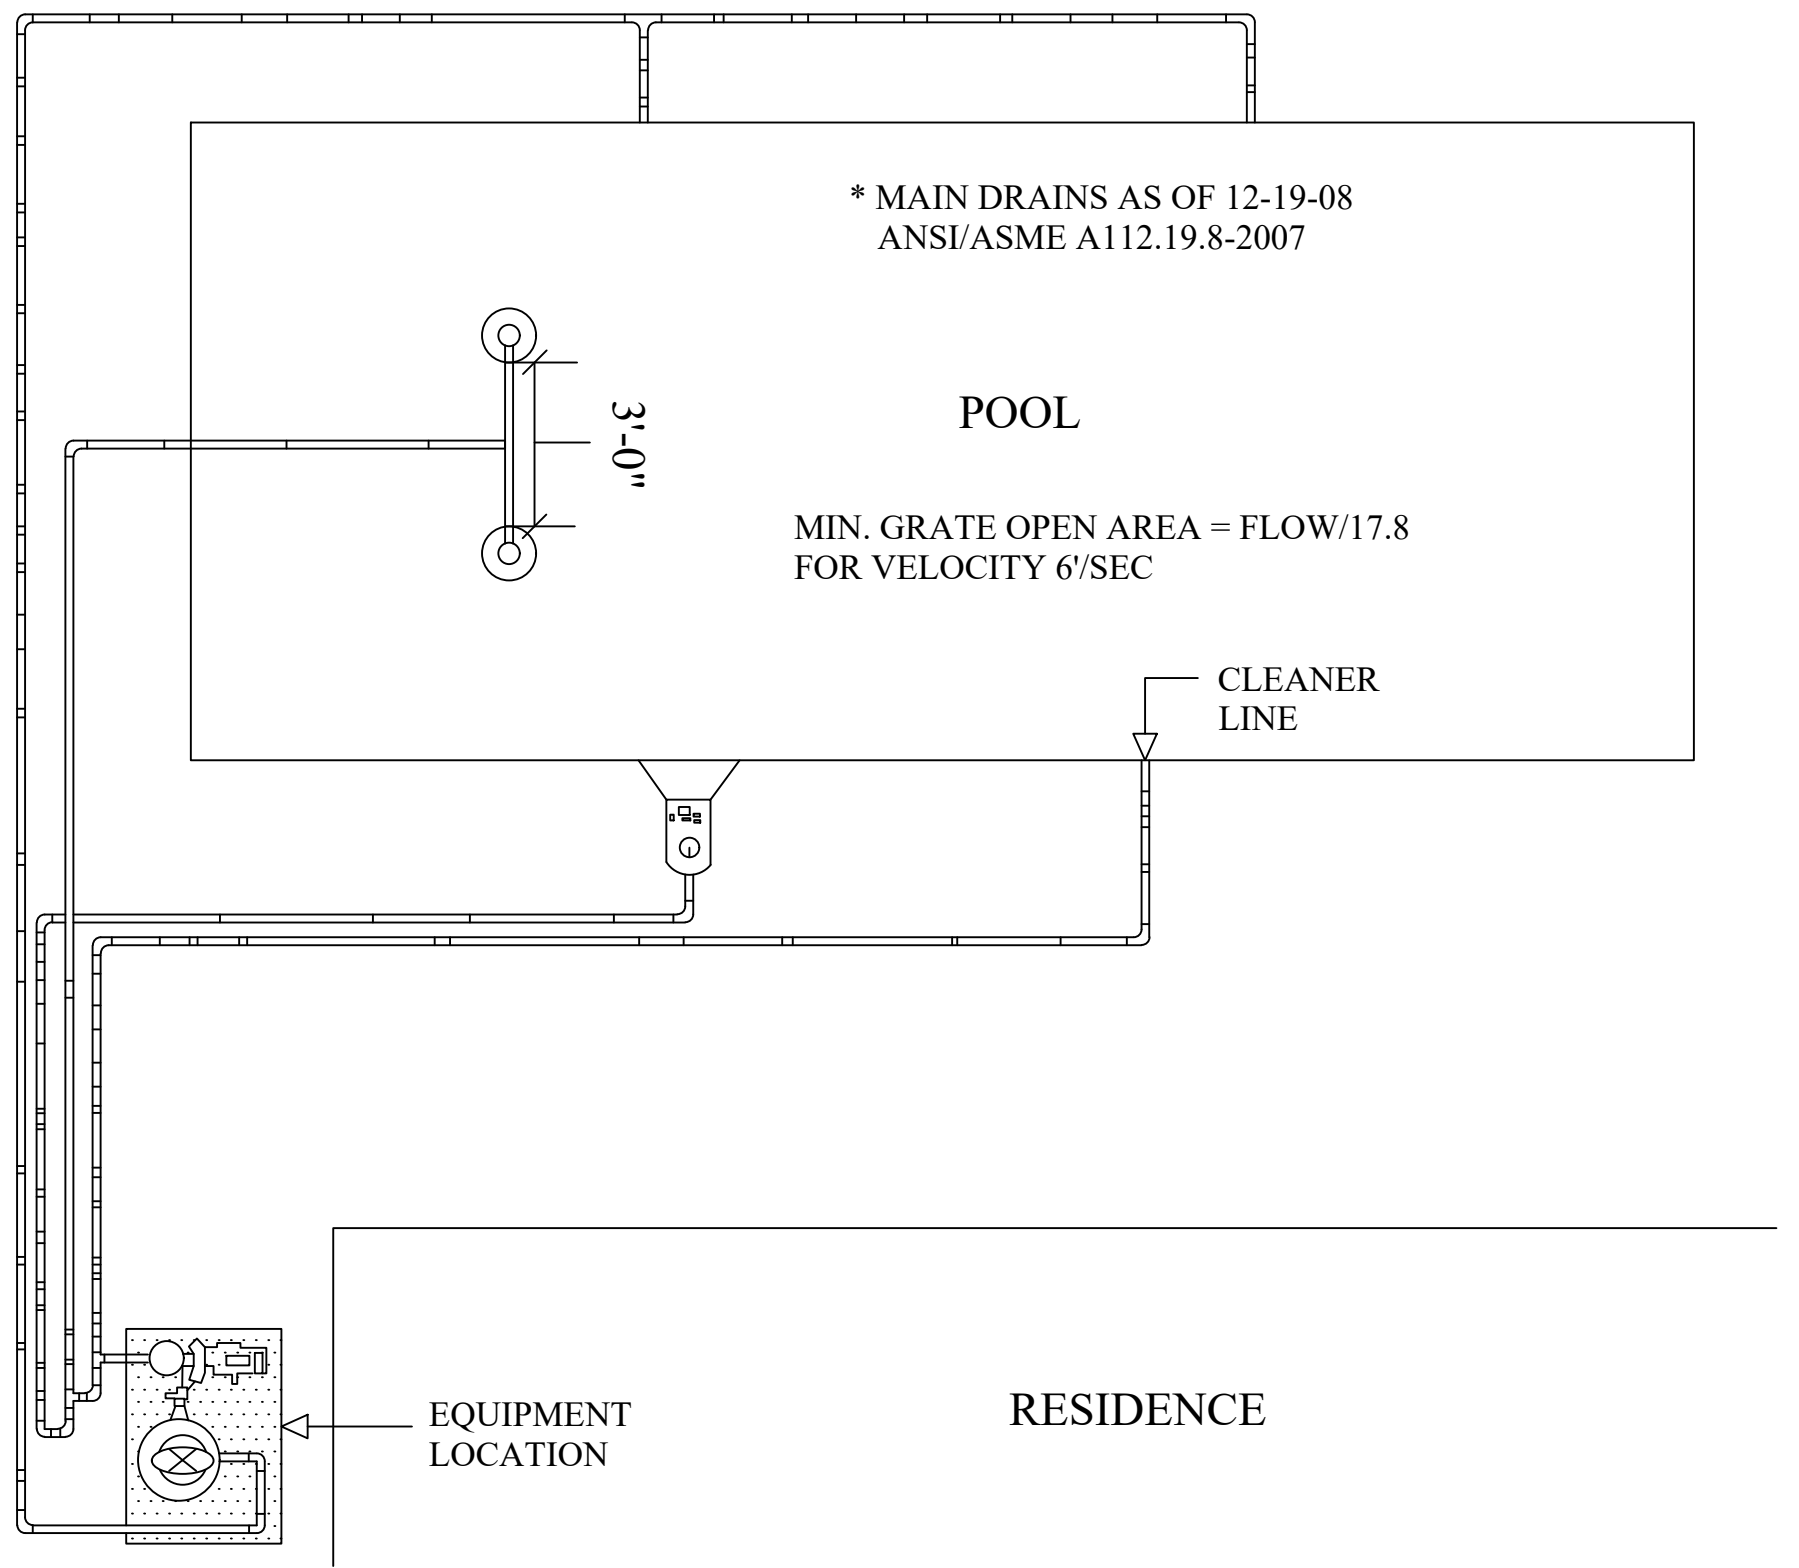 * MAIN DRAINS AS OF 12-19-08
ANSI/ASME A112.19.8-2007
3'-0"
POOL
MIN. GRATE OPEN AREA = FLOW/17.8
FOR VELOCITY 6'/SEC
CLEANER
LINE
EQUIPMENT
LOCATION
RESIDENCE